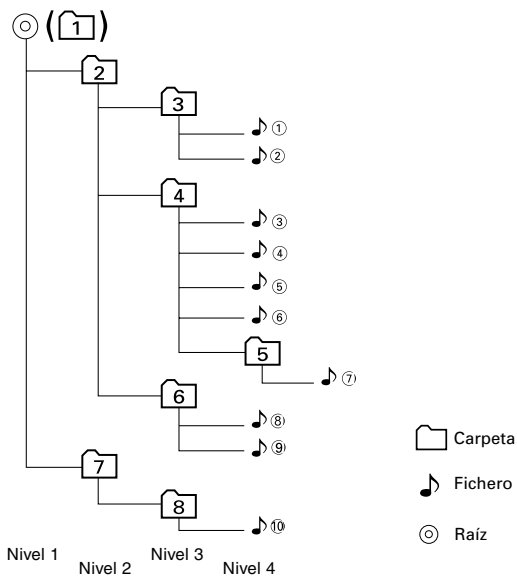 (1)
2
3
①
②
4
③
④
⑤
⑥
5
⑦
6
⑧
⑨
7
8
⑩
Carpeta
Fichero
Raíz
Nivel 1
Nivel 2
Nivel 3
Nivel 4